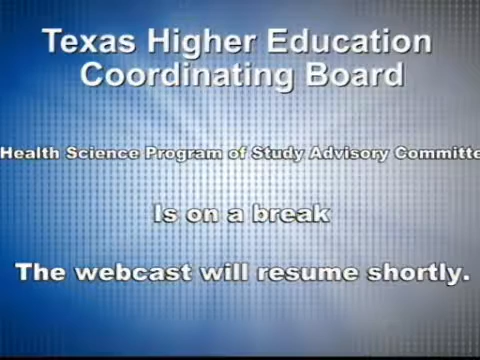 Texas Higher Education
Coordinating Board
Health Science Program of Study Advisory Committe
Is on a break
The webcast will resume shortly.